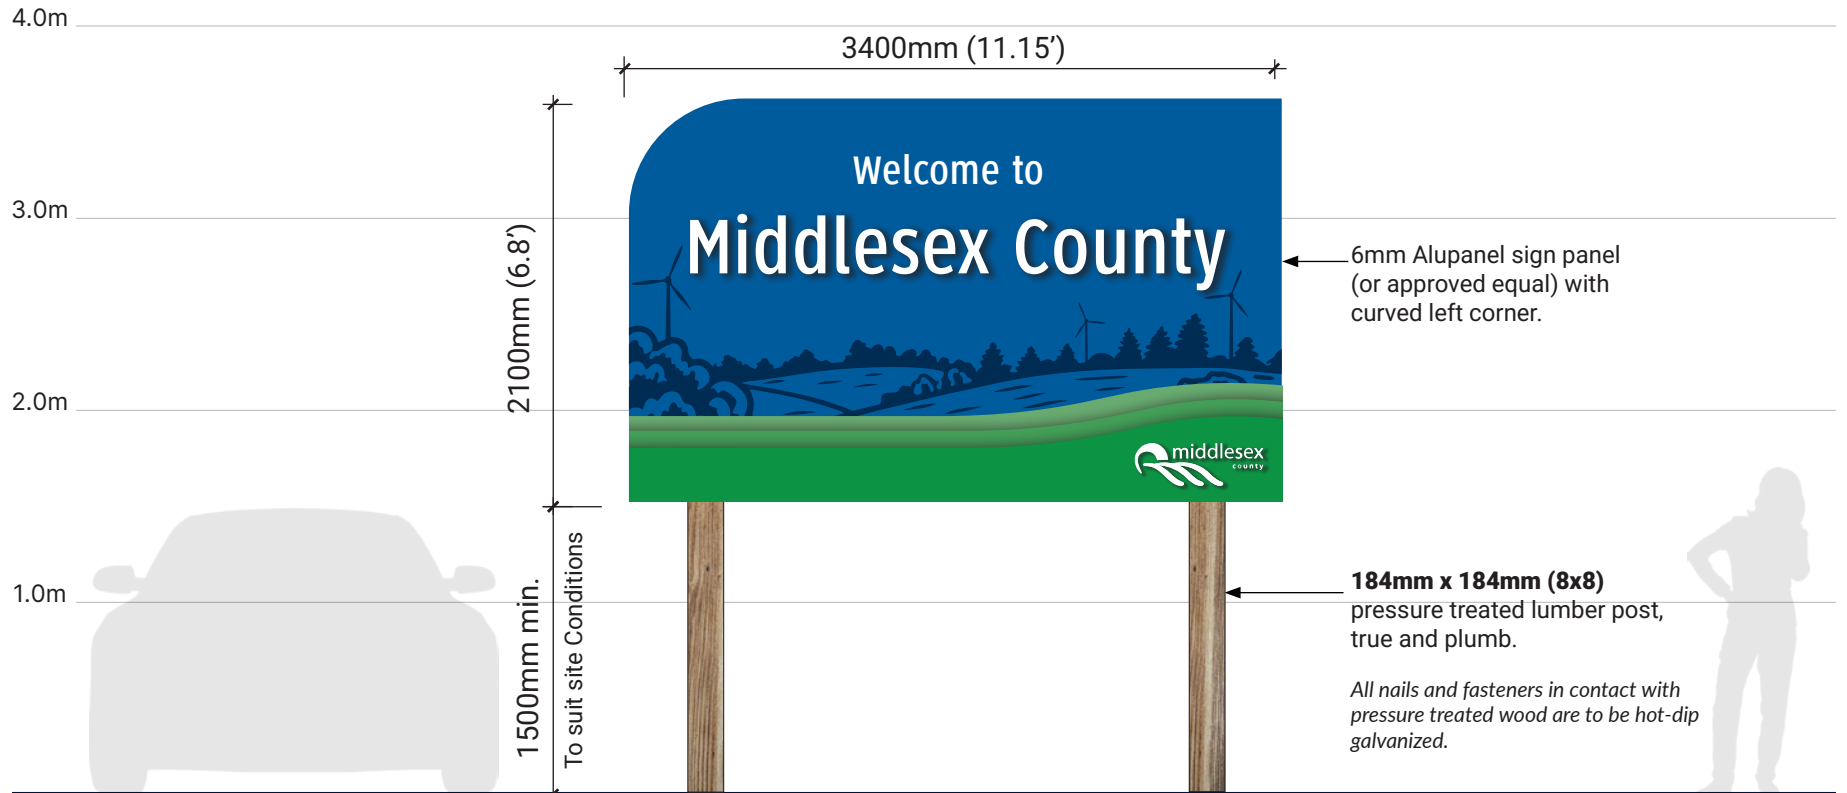 4.0m
3400mm (11.15’)
Welcome to
3.0m
Middlesex County
2100mm (6.8’)
6mm Alupanel sign panel
(or approved equal) with
curved left corner.
2.0m
middlesex
county
1500mm min.
To suit site Conditions
1.0m
184mm x 184mm (8x8)
pressure treated lumber post,
true and plumb.
All nails and fasteners in contact with
pressure treated wood are to be hot-dip
galvanized.